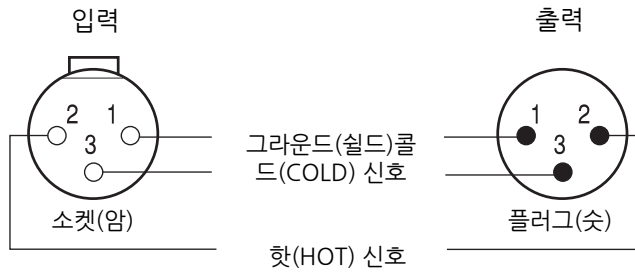 입력
출력
2 1
3
1 2
3
그라운드(쉴드)콜
드(COLD) 신호
소켓(암)
플러그(숫)
핫(HOT) 신호